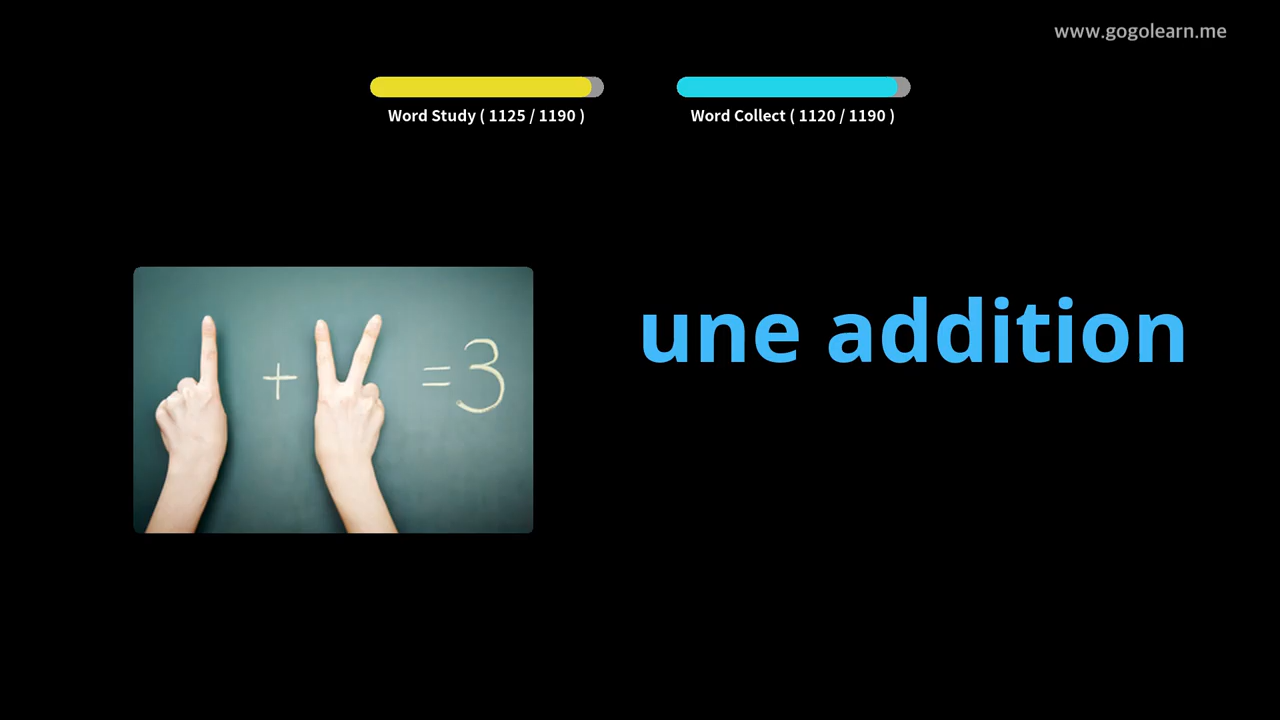 www.gogolearn.me
Word Study ( 1125 / 1190 )
Word Collect ( 1120 / 1190 )
+ = 3
une addition